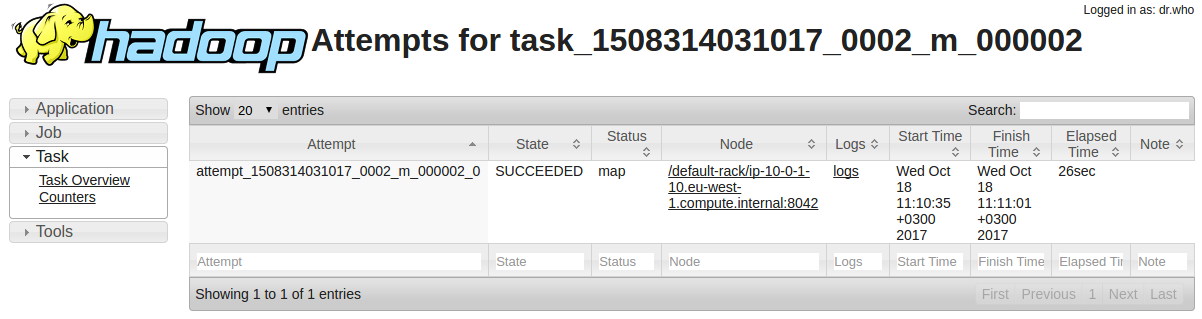 Logged in as: dr.who
hadoop Attempts for task_1508314031017_0002_m_000002
Application
Job
Task
Task Overview
Counters
Tools
Show 20 entries Search:
Attempt State Status Node Logs Start Time Finish Time Elapsed Time Note
attempt_1508314031017_0002_m_000002_0 SUCCEEDED map /default-rack/ip-10-0-1- logs Wed Oct Wed Oct 26sec
10.eu-west- 18 18
1.compute.internal:8042 11:10:35 11:11:01
+0300 +0300
2017 2017
Attempt State Status Node Logs Start Time Finish Time Elapsed Tim Note
Showing 1 to 1 of 1 entries First Previous 1 Next Last